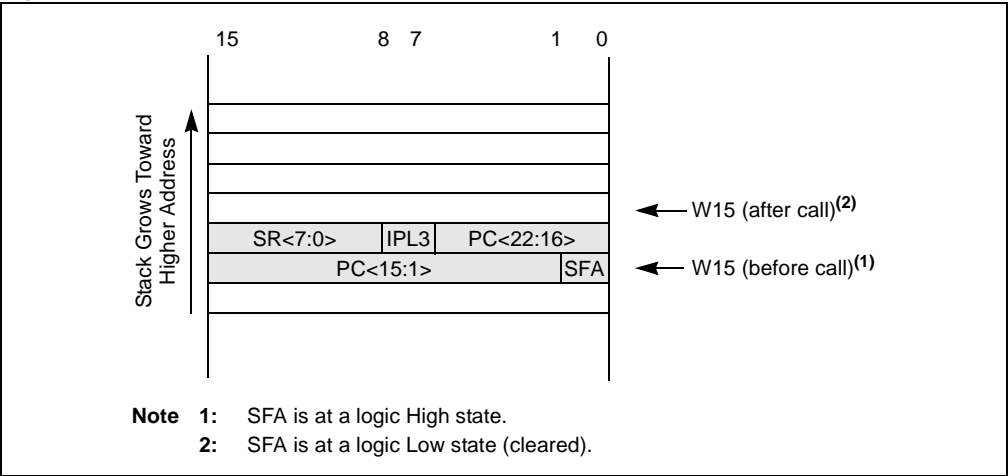 15 8 7 1 0
Stack Grows Toward
Higher Address
W15 (after call)(2)
SR<7:0> IPL3 PC<22:16>
PC<15:1> SFA W15 (before call)(1)
Note 1: SFA is at a logic High state.
2: SFA is at a logic Low state (cleared).